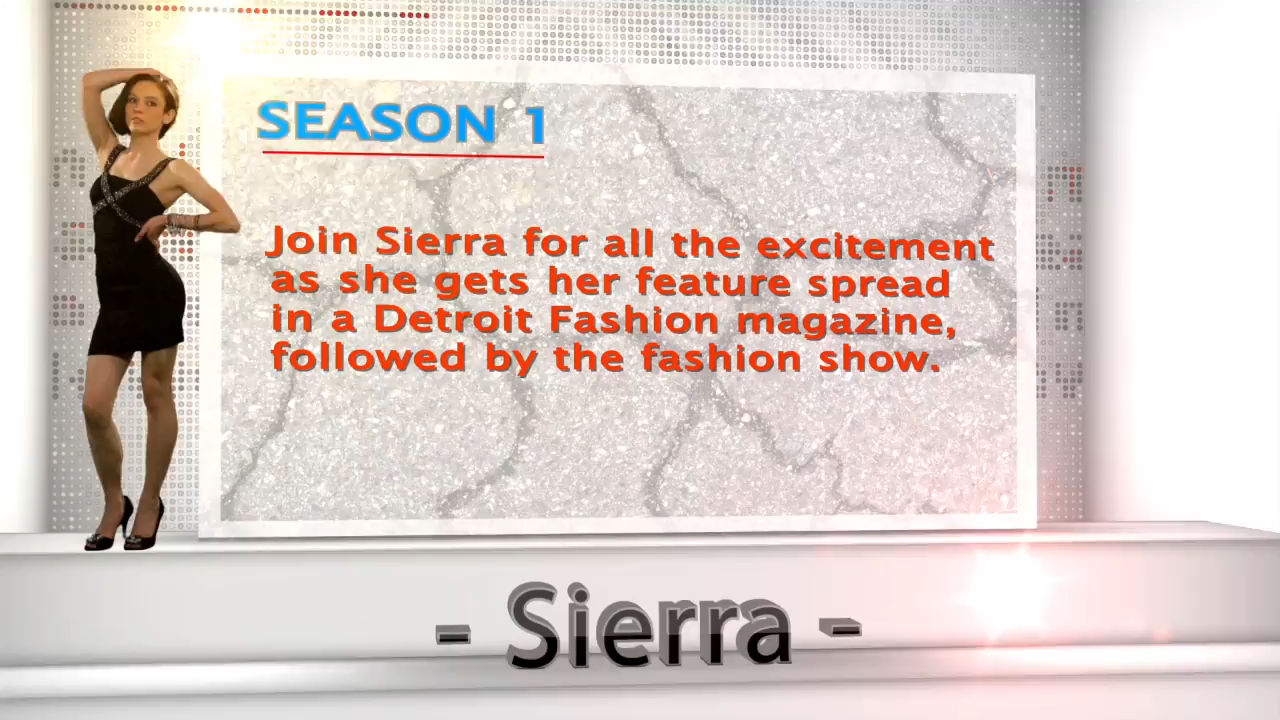 SEASON 1
Join Sierra for all the excitement
as she gets her feature spread
in a Detroit Fashion magazine,
followed by the fashion show.
- Sierra -